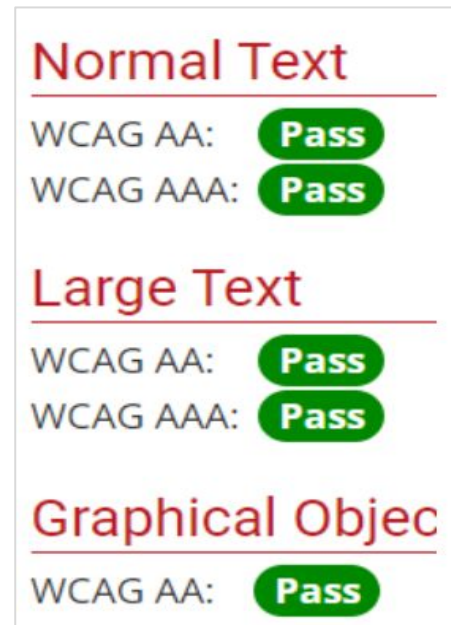 Normal Text
WCAG AA: Pass
WCAG AAA: Pass
Large Text
WCAG AA: Pass
WCAG AAA: Pass
Graphical Objec
WCAG AA: Pass